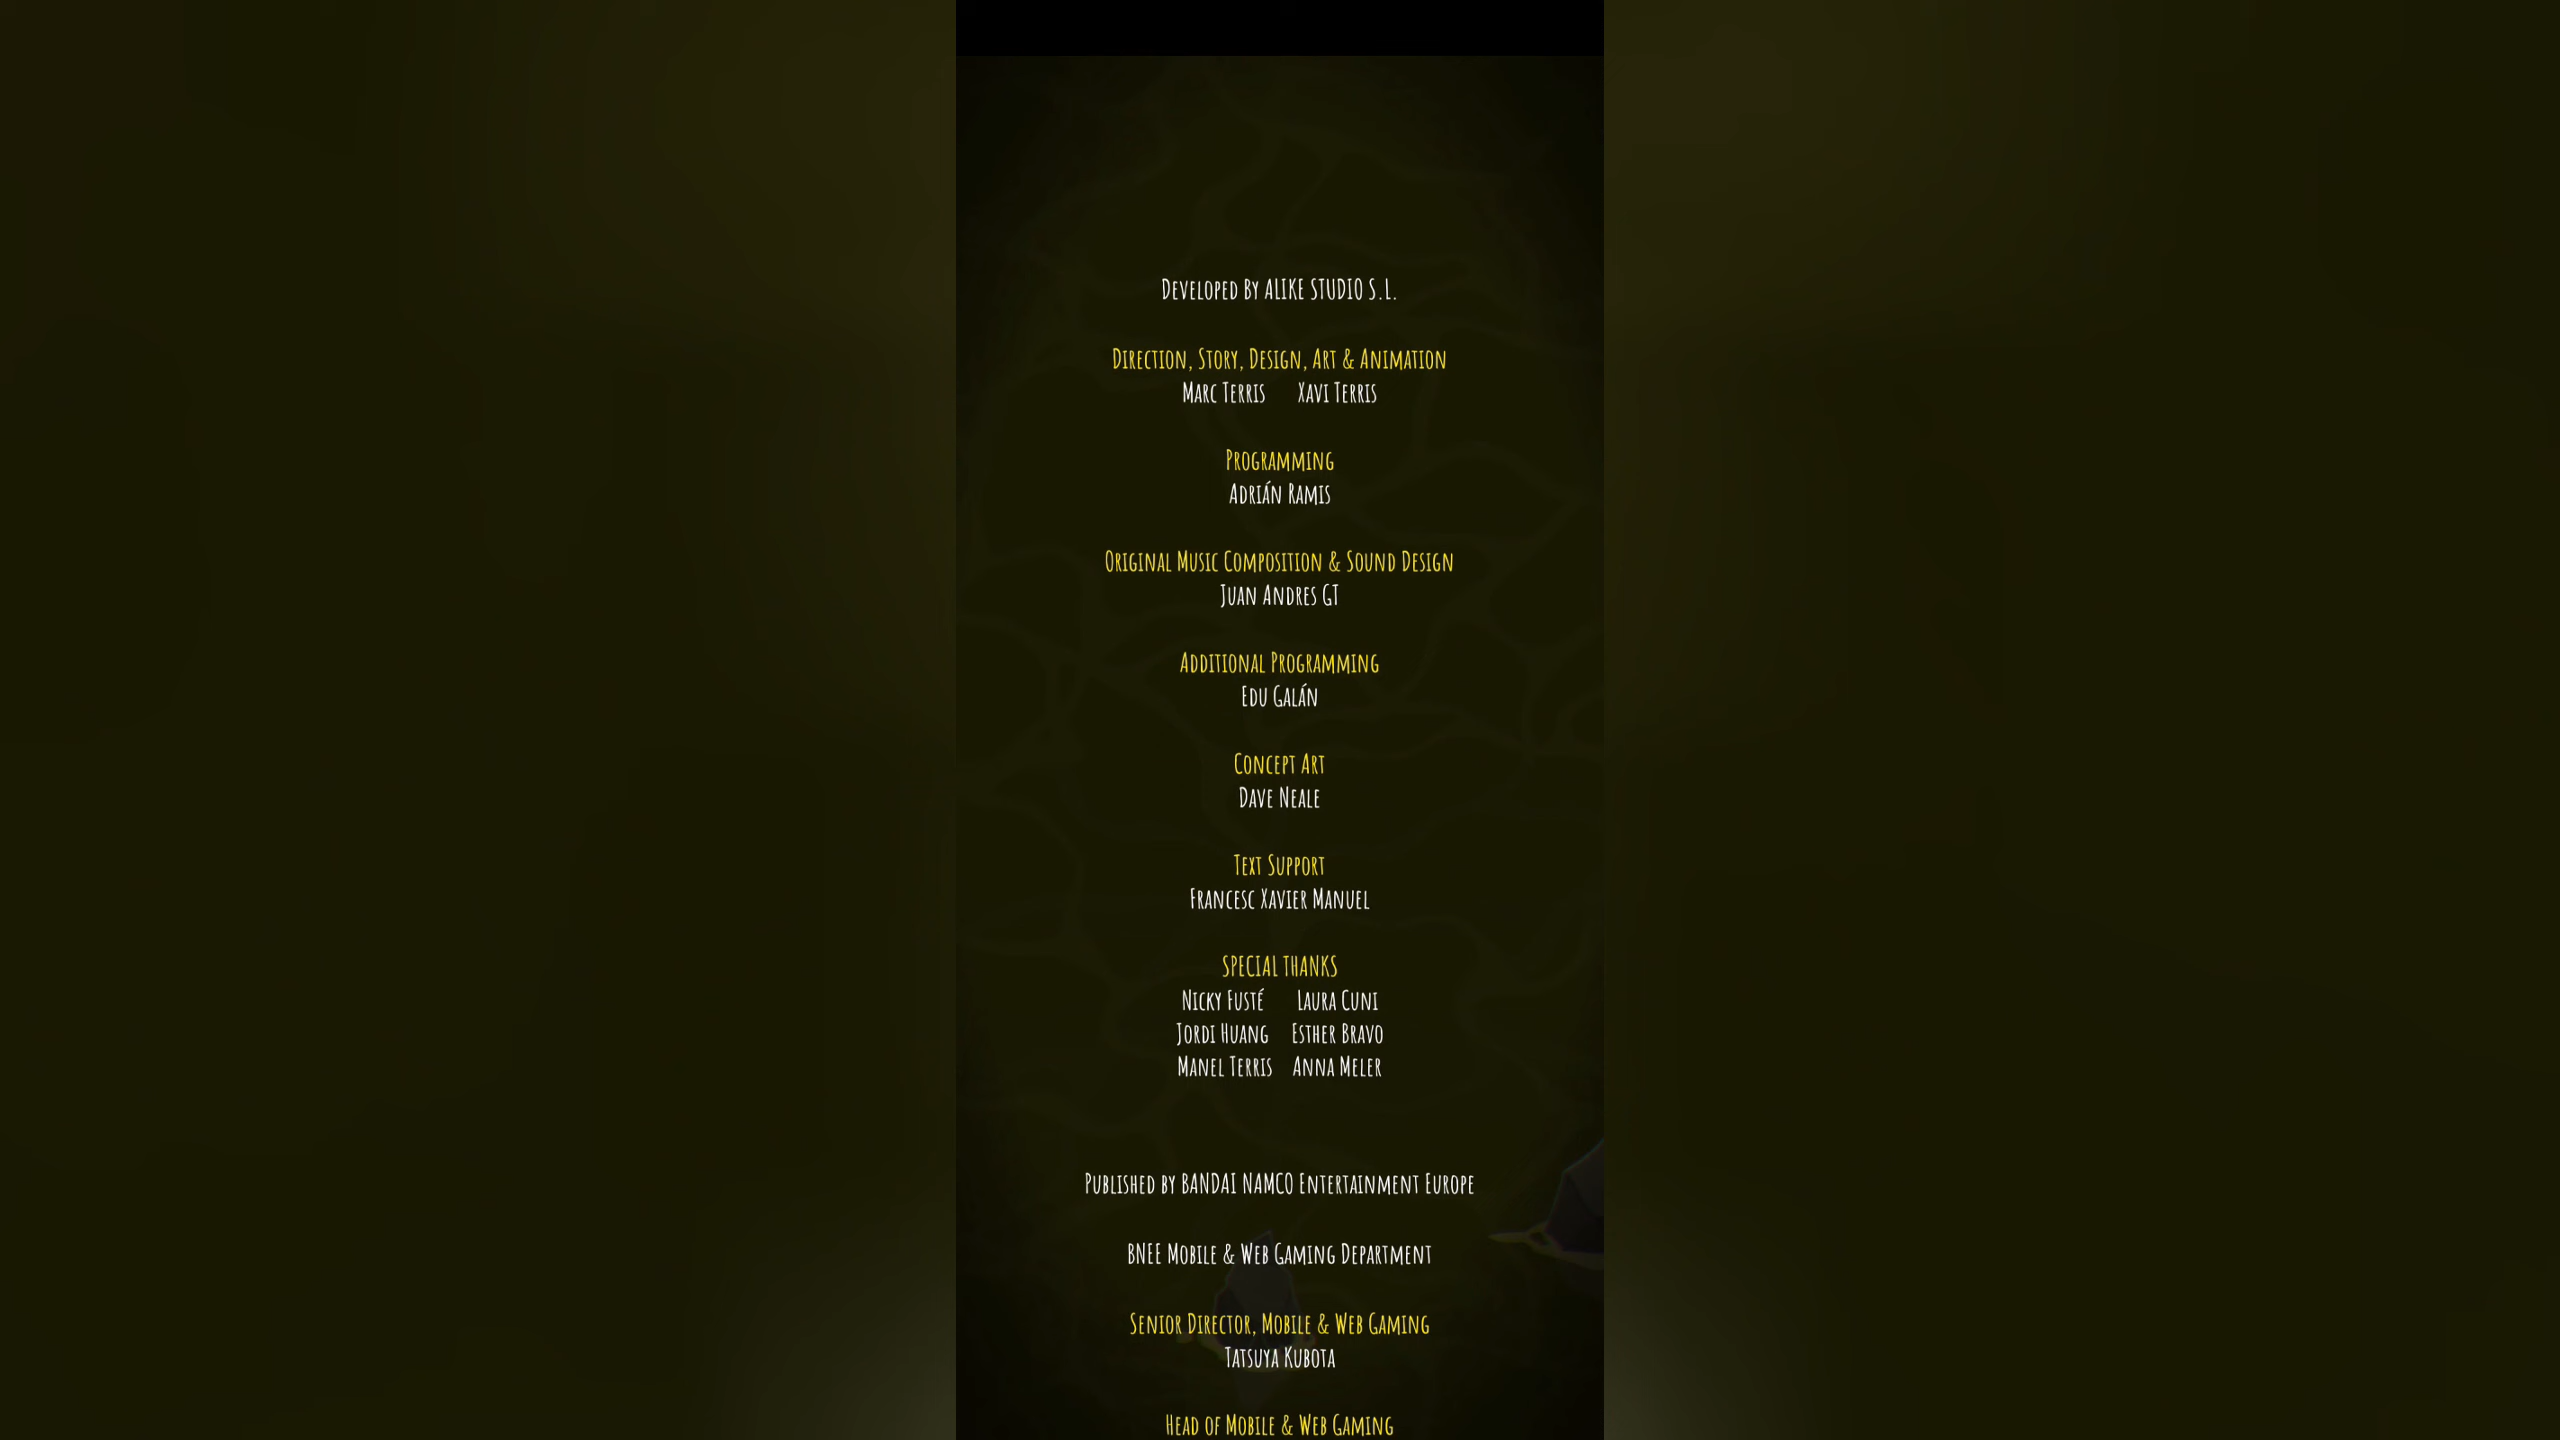 Developed By ALIKE STUDIO S.L.
Direction, Story, Design, Art & Animation
Marc Terris Xavi Terris
Programming
Adrián Ramis
Original Music Composition & Sound Design
Juan Andres GT
Additional Programming
Edu Galán
Concept Art
Dave Neale
Text Support
Francesc Xavier Manuel
SPECIAL THANKS
Nicky Fusté Laura Cuni
Jordi Huang Esther Bravo
Manel Terris Anna Meler
Published by BANDAI NAMCO Entertainment Europe
BNEE Mobile & Web Gaming Department
Senior Director, Mobile & Web Gaming
Tatsuya Kubota
Head of Mobile & Web Gaming